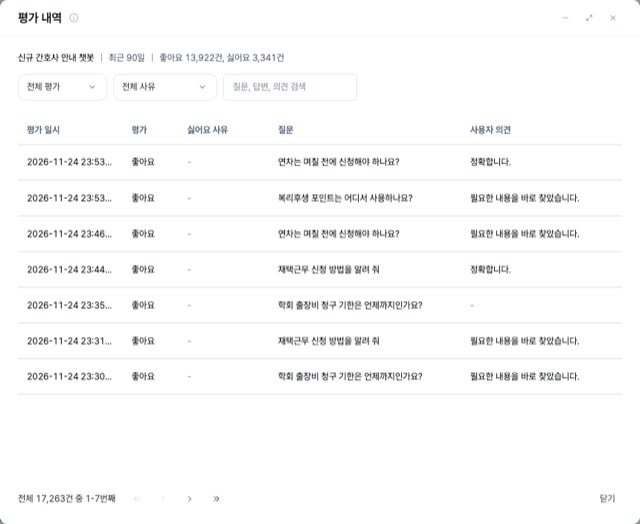 평가 내역
신규 간호사 안내 챗봇 | 최근 90일 | 좋아요 13,922건, 싫어요 3,341건
전체 평가 전체 사유 질문, 답변, 의견 검색
평가 일시 평가 싫어요 사유 질문 사용자 의견
2026-11-24 23:53... 좋아요 - 연차는 며칠 전에 신청해야 하나요? 정확합니다.
2026-11-24 23:53... 좋아요 - 복리후생 포인트는 어디서 사용하나요? 필요한 내용을 바로 찾았습니다.
2026-11-24 23:46... 좋아요 - 연차는 며칠 전에 신청해야 하나요? 필요한 내용을 바로 찾았습니다.
2026-11-24 23:44... 좋아요 - 재택근무 신청 방법을 알려 줘 정확합니다.
2026-11-24 23:35... 좋아요 - 학회 출장비 청구 기한은 언제까지인가요? -
2026-11-24 23:31... 좋아요 - 재택근무 신청 방법을 알려 줘 필요한 내용을 바로 찾았습니다.
2026-11-24 23:30... 좋아요 - 학회 출장비 청구 기한은 언제까지인가요? 필요한 내용을 바로 찾았습니다.
전체 17,263건 중 1-7번째 « ‹ › » 닫기